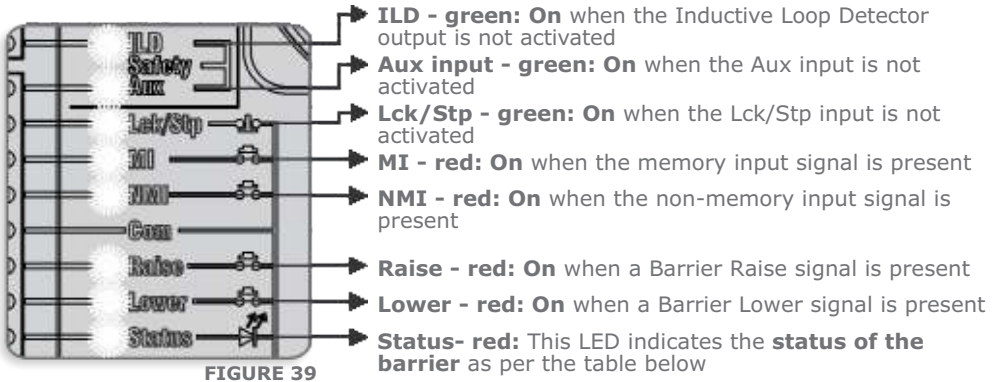 ILD
Safety
Aux
Lck/Stp
MI
NMI
Com
Raise
Lower
Status
FIGURE 39
ILD - green: On when the Inductive Loop Detector
output is not activated
Aux input - green: On when the Aux input is not
activated
Lck/Stp - green: On when the Lck/Stp input is not
activated
MI - red: On when the memory input signal is present
NMI - red: On when the non-memory input signal is
present
Raise - red: On when a Barrier Raise signal is present
Lower - red: On when a Barrier Lower signal is present
Status- red: This LED indicates the status of the
barrier as per the table below